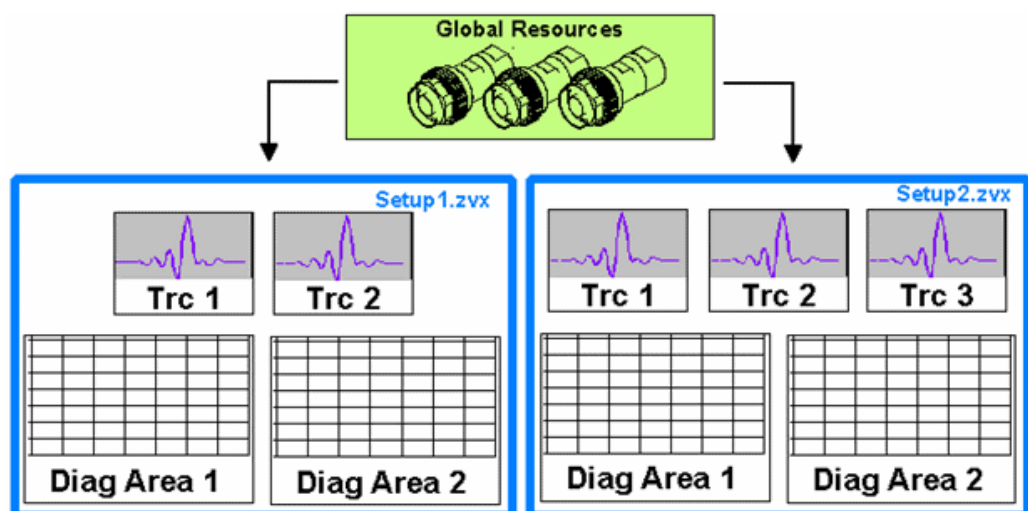 Global Resources
Setup1.zvx
Trc 1
Trc 2
Diag Area 1
Diag Area 2
Setup2.zvx
Trc 1
Trc 2
Trc 3
Diag Area 1
Diag Area 2